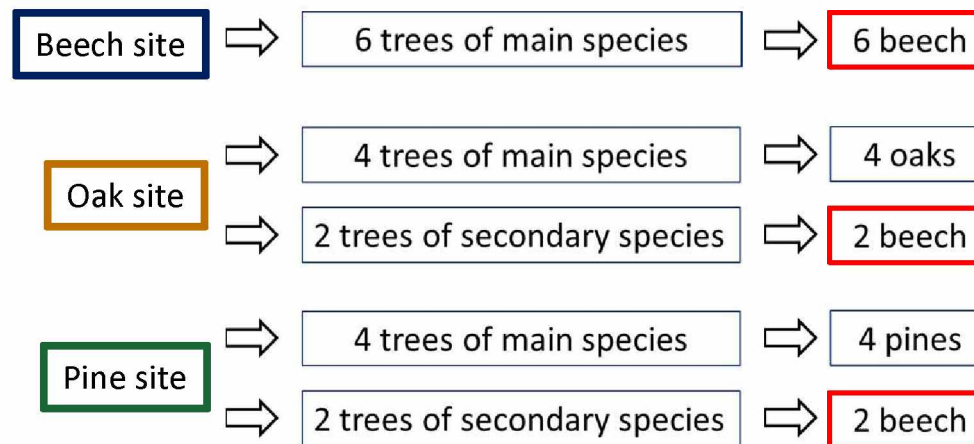 Beech site
6 trees of main species
6 beech
Oak site
4 trees of main species
4 oaks
2 trees of secondary species
2 beech
Pine site
4 trees of main species
4 pines
2 trees of secondary species
2 beech